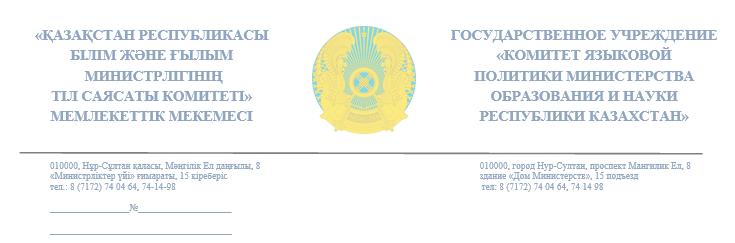 «ҚАЗАҚСТАН РЕСПУБЛИКАСЫ
БІЛІМ ЖӘНЕ ҒЫЛЫМ
МИНИСТРЛІГІНІҢ
ТІЛ САЯСАТЫ КОМИТЕТІ»
МЕМЛЕКЕТТІК МЕКЕМЕСІ
ГОСУДАРСТВЕННОЕ УЧРЕЖДЕНИЕ
«КОМИТЕТ ЯЗЫКОВОЙ
ПОЛИТИКИ МИНИСТЕРСТВА
ОБРАЗОВАНИЯ И НАУКИ
РЕСПУБЛИКИ КАЗАХСТАН»
010000, Нұр-Сұлтан қаласы, Мәңгілік Ел даңғылы, 8
«Министрліктер үйі» ғимараты, 15 кіреберіс
тел.: 8 (7172) 74 04 64, 74-14-98
_________________№____________________
_______________________________________
010000, город Нур-Султан, проспект Мангилик Ел, 8
здание «Дом Министерств», 15 подъезд
тел: 8 (7172) 74 04 64, 74 14 98